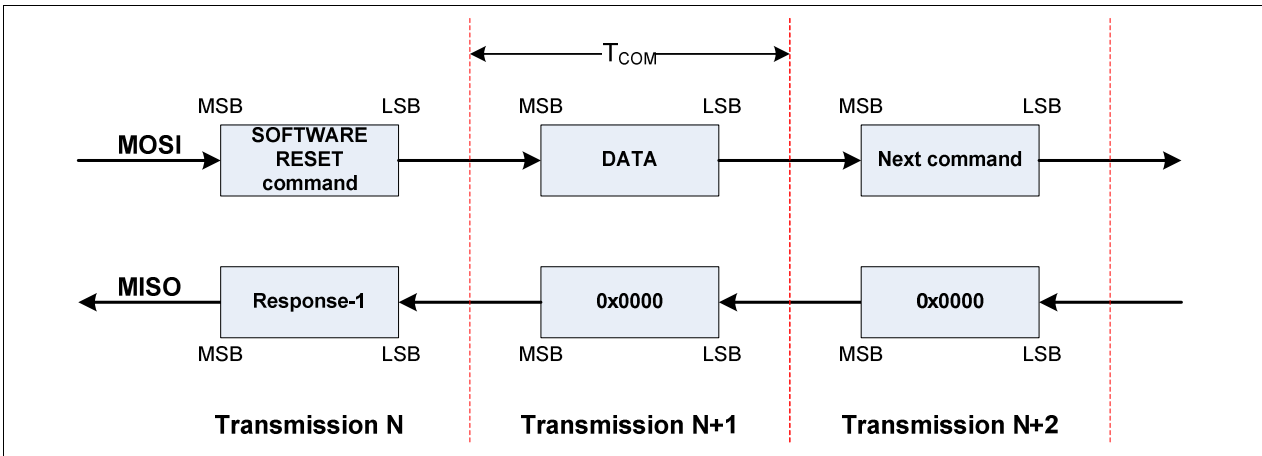 T_COM
MSB LSB MSB LSB MSB LSB
MOSI
SOFTWARE
RESET
command
DATA
Next command
MISO
Response-1
0x0000
0x0000
MSB LSB MSB LSB MSB LSB
Transmission N
Transmission N+1
Transmission N+2